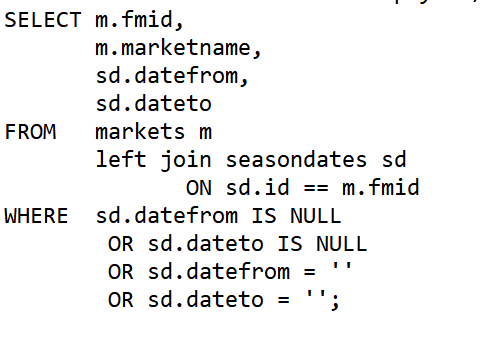 SELECT m.fmid,
       m.marketname,
       sd.datefrom,
       sd.dateto
FROM   markets m
       left join seasondates sd
              ON sd.id == m.fmid
WHERE  sd.datefrom IS NULL
        OR sd.dateto IS NULL
        OR sd.datefrom = ''
        OR sd.dateto = '';